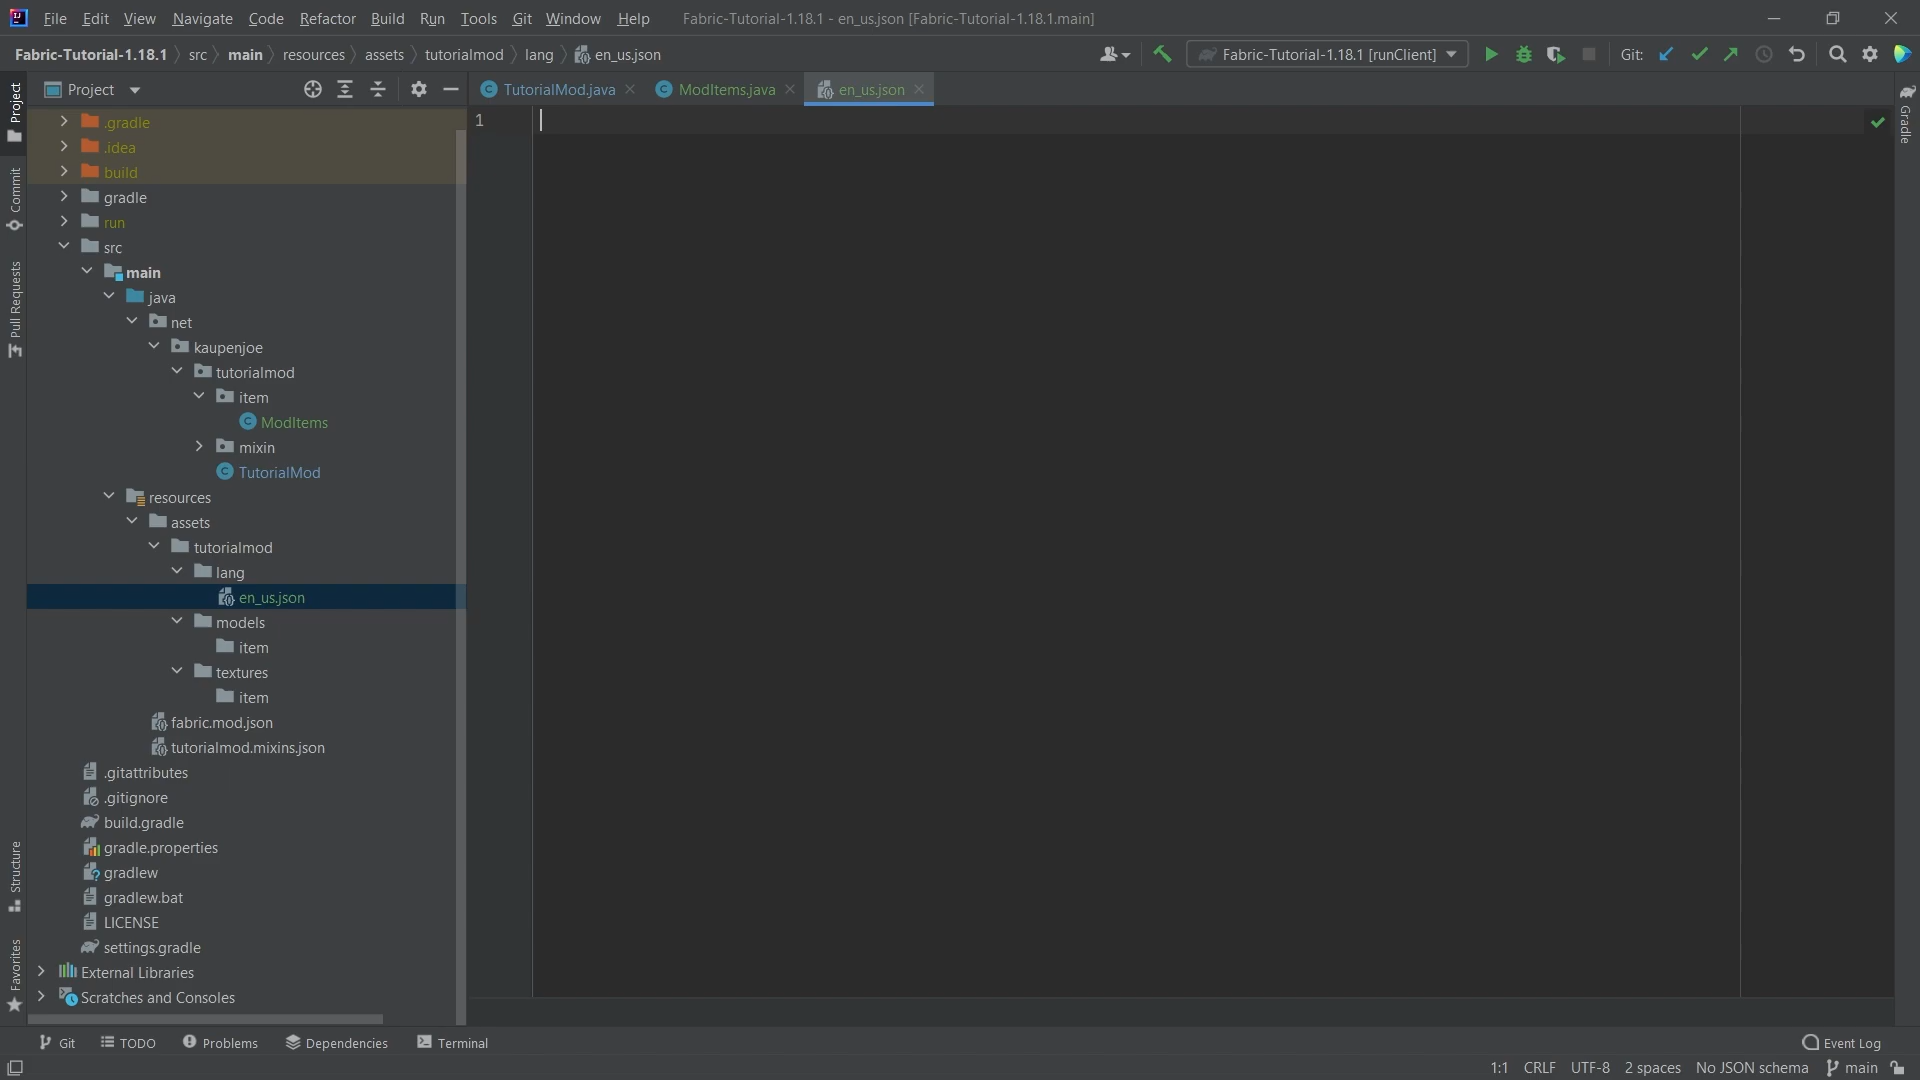 File Edit View Navigate Code Refactor Build Run Tools Git Window Help Fabric-Tutorial-1.18.1 - en_us.json [Fabric-Tutorial-1.18.1.main]
Fabric-Tutorial-1.18.1 src main resources assets tutorialmod lang en_us.json Fabric-Tutorial-1.18.1 [runClient] Git:
Project TutorialMod.java ModItems.java en_us.json
1
.gradle
.idea
build
gradle
run
src
main
java
net
kaupenjoe
tutorialmod
item
ModItems
mixin
TutorialMod
resources
assets
tutorialmod
lang
en_us.json
models
item
textures
item
fabric.mod.json
tutorialmod.mixins.json
.gitattributes
.gitignore
build.gradle
gradle.properties
gradlew
gradlew.bat
LICENSE
settings.gradle
External Libraries
Scratches and Consoles
Project
Commit
Pull Requests
Structure
Favorites
Gradle
Git TODO Problems Dependencies Terminal Event Log
1:1 CRLF UTF-8 2 spaces No JSON schema main